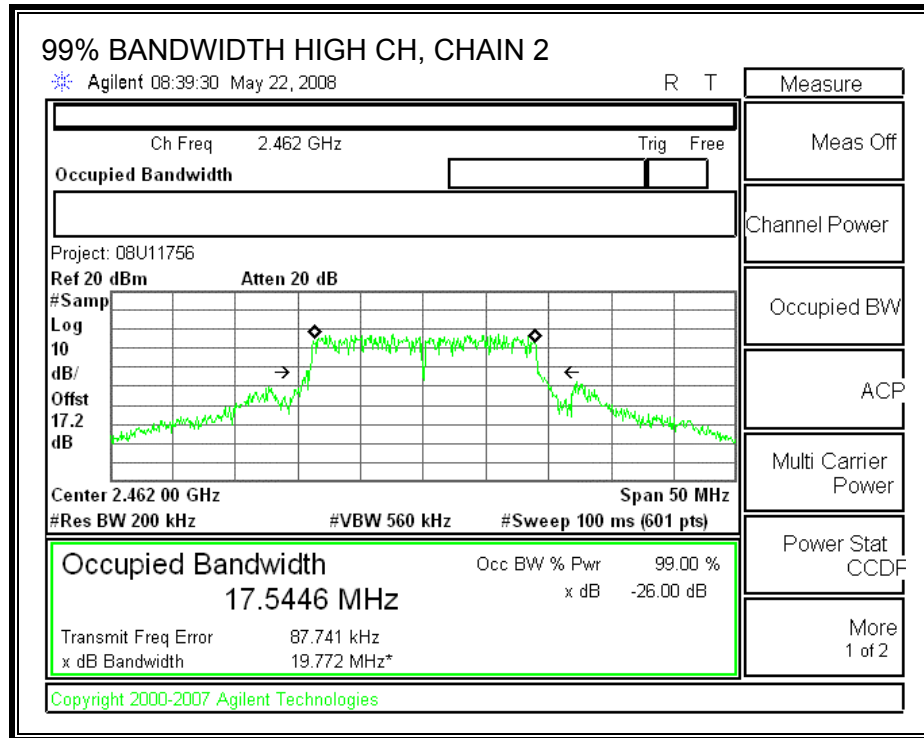 99% BANDWIDTH HIGH CH, CHAIN 2
Agilent 08:39:30 May 22, 2008 R T
Measure
Ch Freq 2.462 GHz Trig Free
Occupied Bandwidth
Project: 08U11756
Ref 20 dBm Atten 20 dB
#Samp
Log
10
dB/
Offst
17.2
dB
Center 2.462 00 GHz Span 50 MHz
#Res BW 200 kHz #VBW 560 kHz #Sweep 100 ms (601 pts)
Occupied Bandwidth
17.5446 MHz
Occ BW % Pwr 99.00 %
x dB -26.00 dB
Transmit Freq Error 87.741 kHz
x dB Bandwidth 19.772 MHz*
Copyright 2000-2007 Agilent Technologies
Meas Off
Channel Power
Occupied BW
ACP
Multi Carrier
Power
Power Stat
CCDF
More
1 of 2